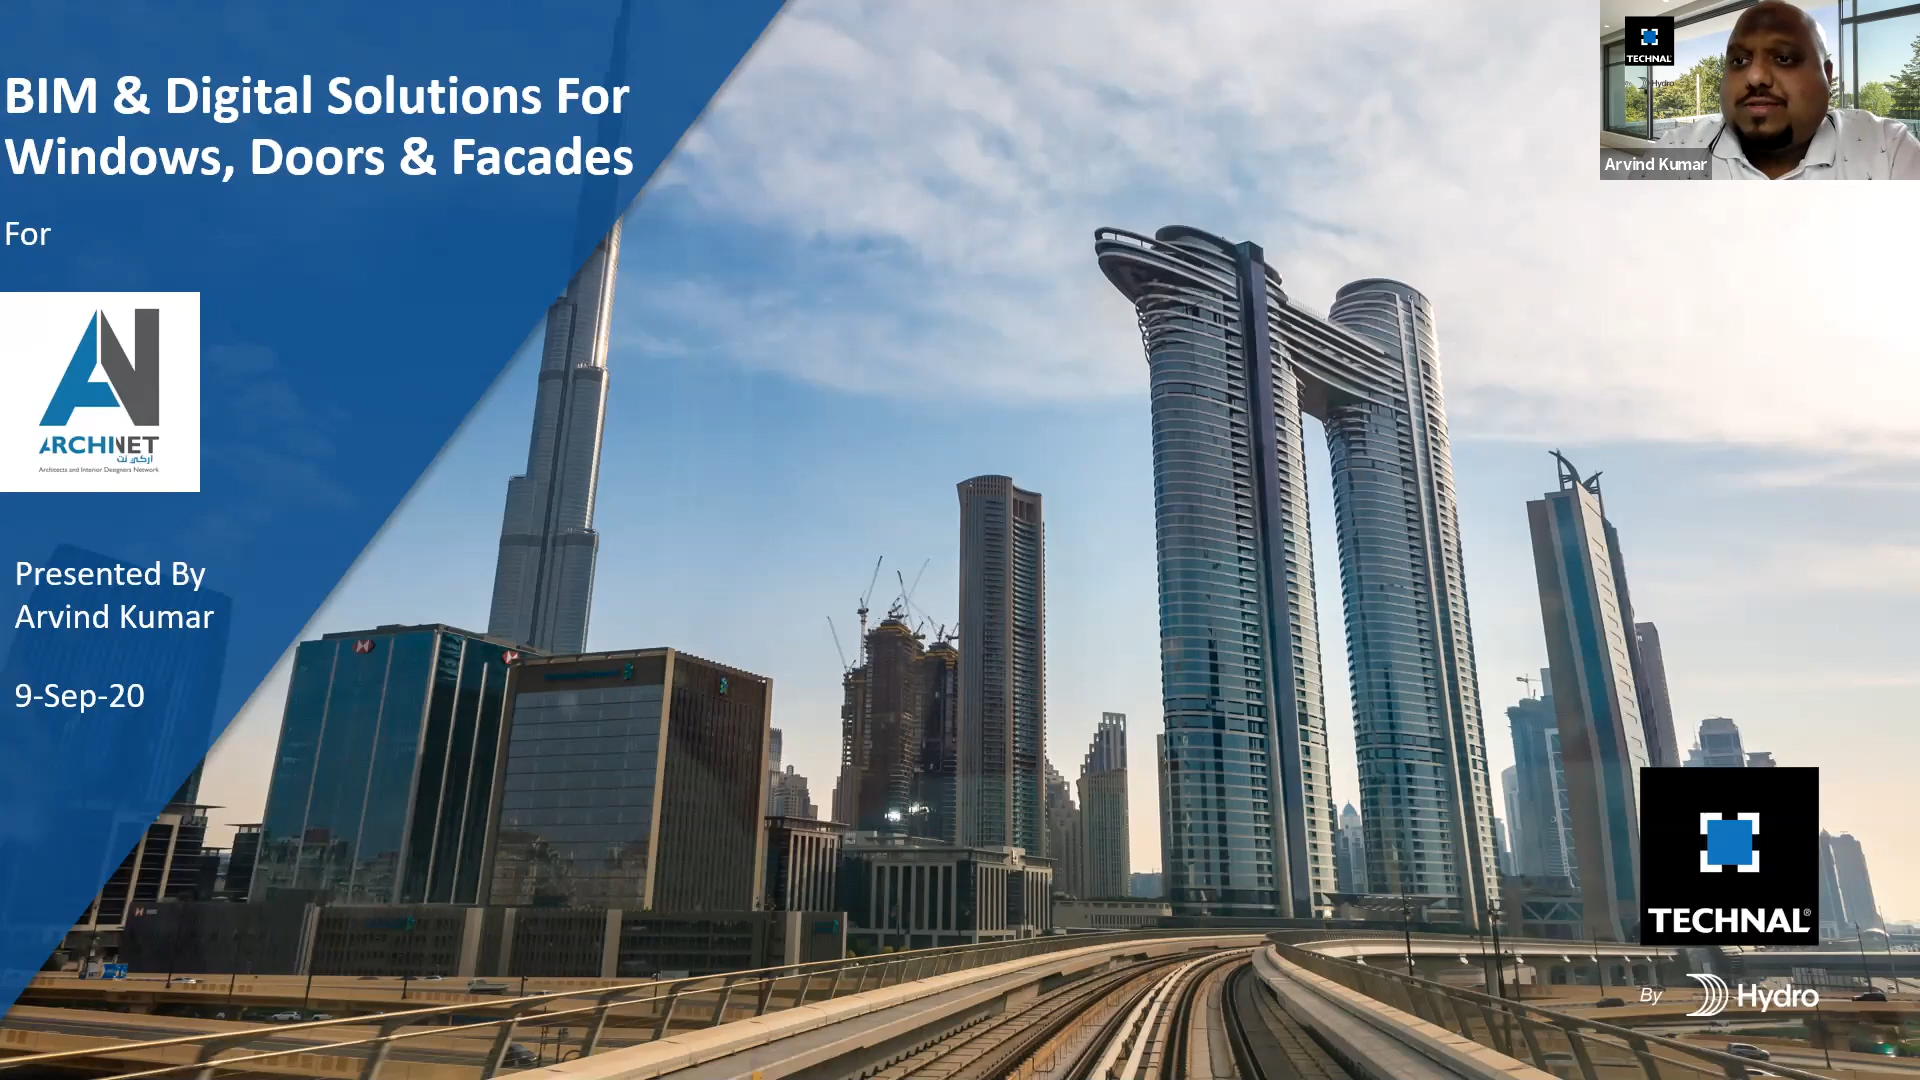 BIM & Digital Solutions For
Windows, Doors & Facades
For
ARCHINET
أركي نت
Architects and Interior Designers Network
Presented By
Arvind Kumar
9-Sep-20
TECHNAL
Hydro
Arvind Kumar
TECHNAL®
By Hydro